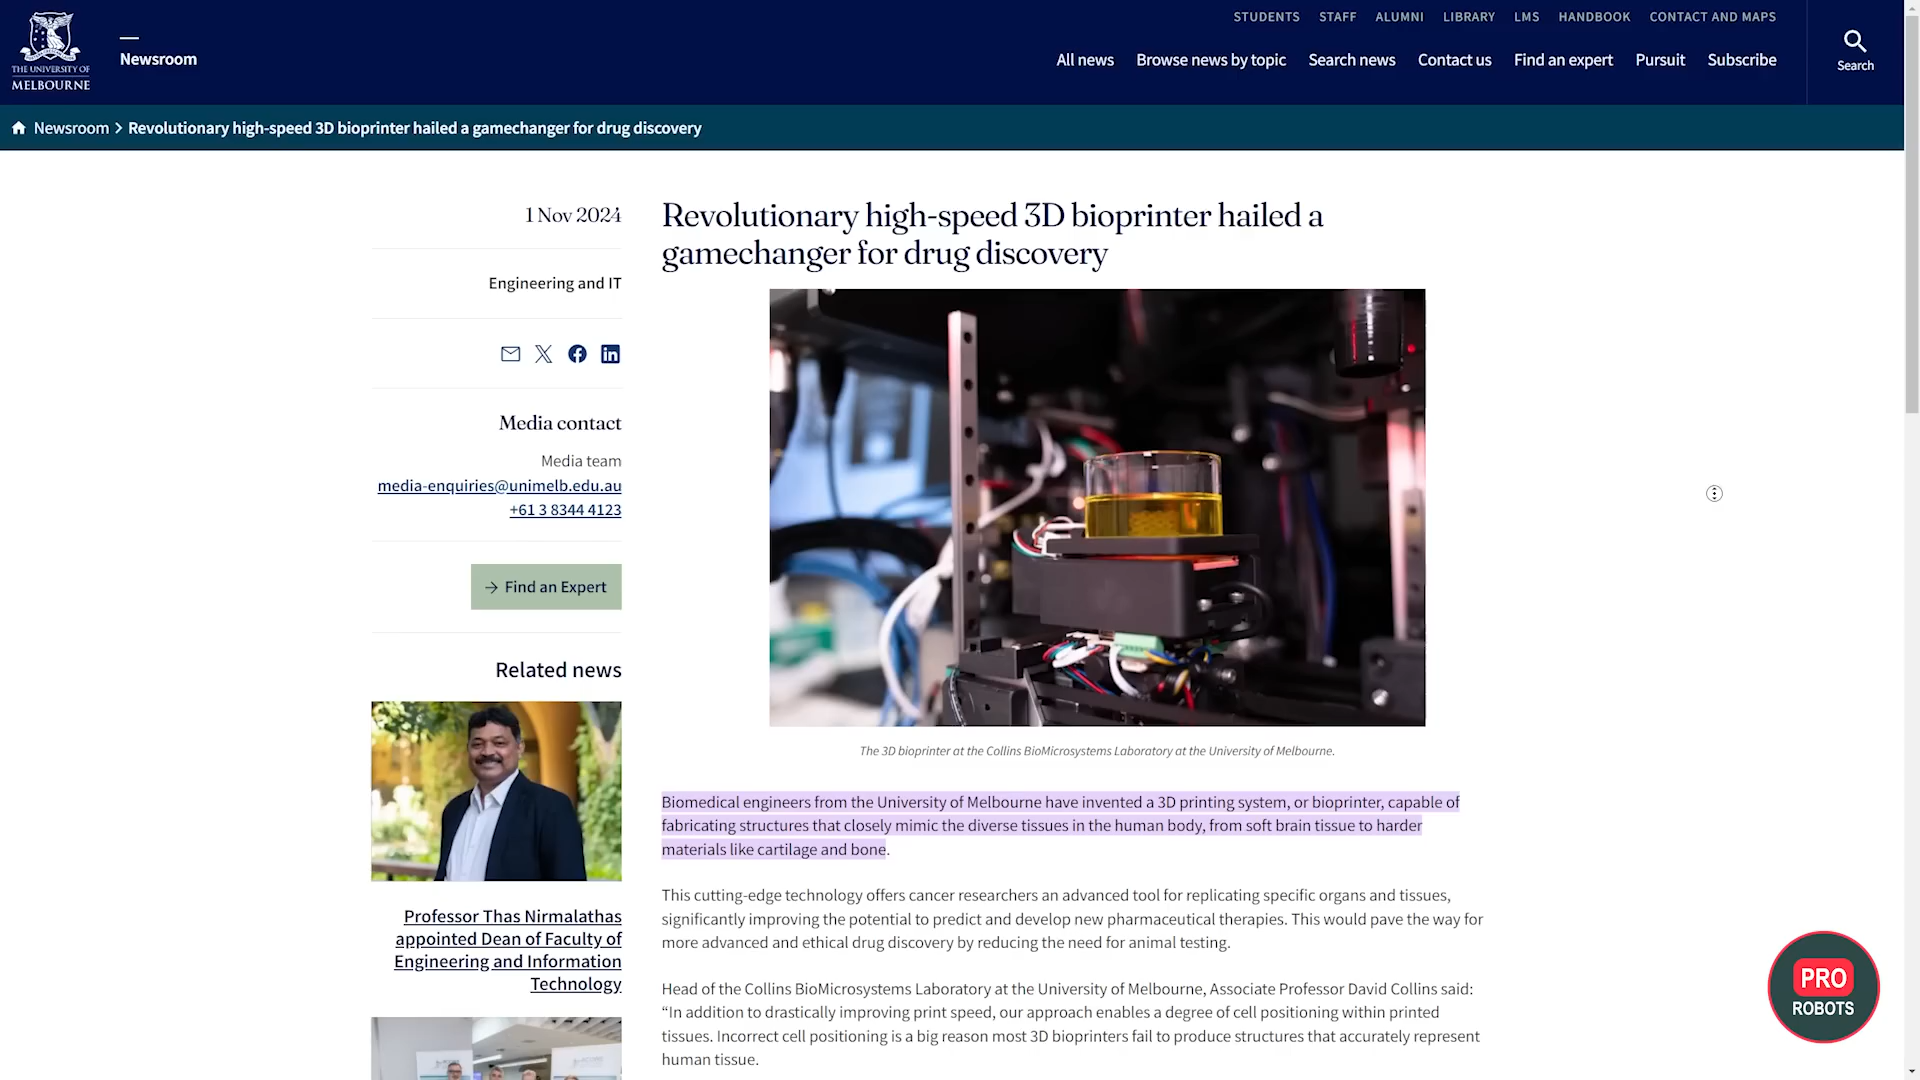 STUDENTS STAFF ALUMNI LIBRARY LMS HANDBOOK CONTACT AND MAPS
THE UNIVERSITY OF
MELBOURNE
Newsroom
All news Browse news by topic Search news Contact us Find an expert Pursuit Subscribe
Search
Newsroom > Revolutionary high-speed 3D bioprinter hailed a gamechanger for drug discovery
1 Nov 2024
Engineering and IT
Media contact
Media team
media-enquiries@unimelb.edu.au
+61 3 8344 4123
→ Find an Expert
Related news
Professor Thas Nirmalathas
appointed Dean of Faculty of
Engineering and Information
Technology
Revolutionary high-speed 3D bioprinter hailed a
gamechanger for drug discovery
The 3D bioprinter at the Collins BioMicrosystems Laboratory at the University of Melbourne.
Biomedical engineers from the University of Melbourne have invented a 3D printing system, or bioprinter, capable of
fabricating structures that closely mimic the diverse tissues in the human body, from soft brain tissue to harder
materials like cartilage and bone.
This cutting-edge technology offers cancer researchers an advanced tool for replicating specific organs and tissues,
significantly improving the potential to predict and develop new pharmaceutical therapies. This would pave the way for
more advanced and ethical drug discovery by reducing the need for animal testing.
Head of the Collins BioMicrosystems Laboratory at the University of Melbourne, Associate Professor David Collins said:
“In addition to drastically improving print speed, our approach enables a degree of cell positioning within printed
tissues. Incorrect cell positioning is a big reason most 3D bioprinters fail to produce structures that accurately represent
human tissue.
PRO
ROBOTS